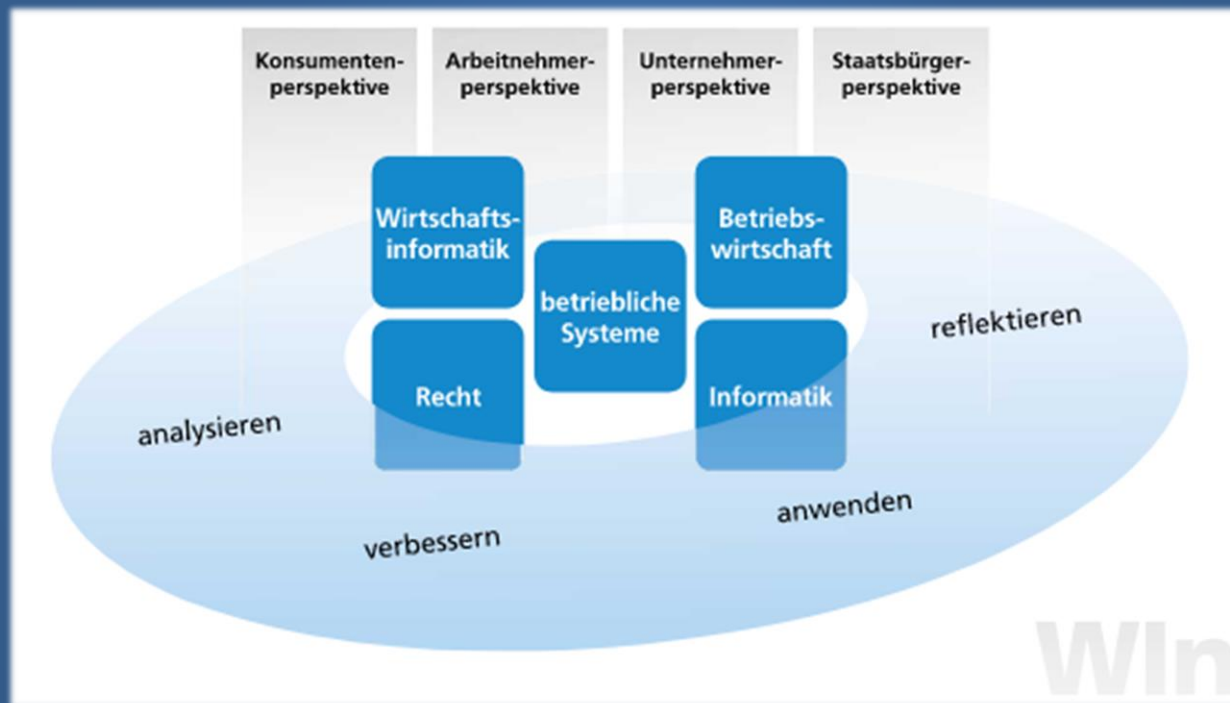 Konsumenten-
perspektive
Arbeitnehmer-
perspektive
Unternehmer-
perspektive
Staatsbürger-
perspektive
Wirtschafts-
informatik
Betriebs-
wirtschaft
betriebliche
Systeme
Recht
Informatik
reflektieren
analysieren
anwenden
verbessern
WIn